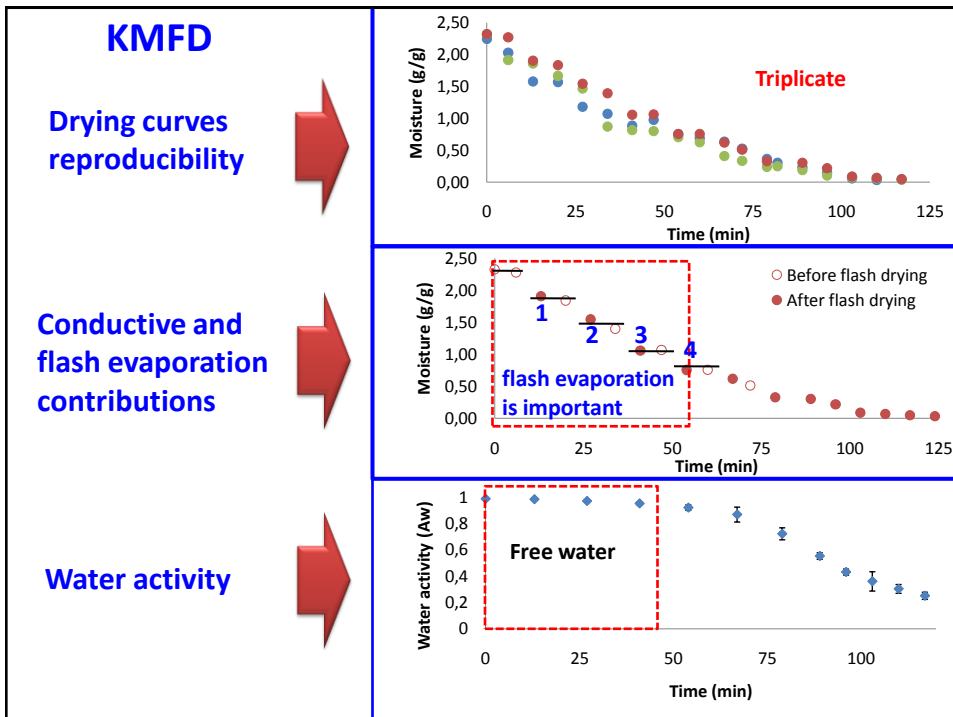 KMFD
Drying curves
reproducibility
Conductive and
flash evaporation
contributions
Water activity
Moisture (g/g)
2,50
2,00
1,50
1,00
0,50
0,00
Triplicate
0 25 50 75 100 125
Time (min)
Moisture (g/g)
2,50
2,00
1,50
1,00
0,50
0,00
Before flash drying
After flash drying
1
2
3
4
flash evaporation
is important
0 25 50 75 100 125
Time (min)
Water activity (Aw)
1
0,8
0,6
0,4
0,2
0
Free water
0 25 50 75 100
Time (min)